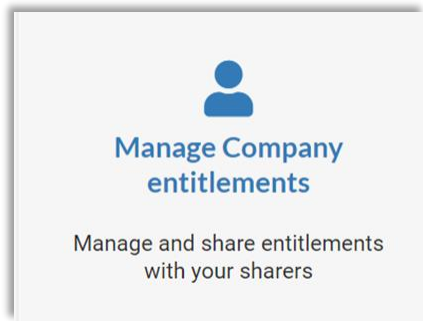 Manage Company
entitlements
Manage and share entitlements
with your sharers